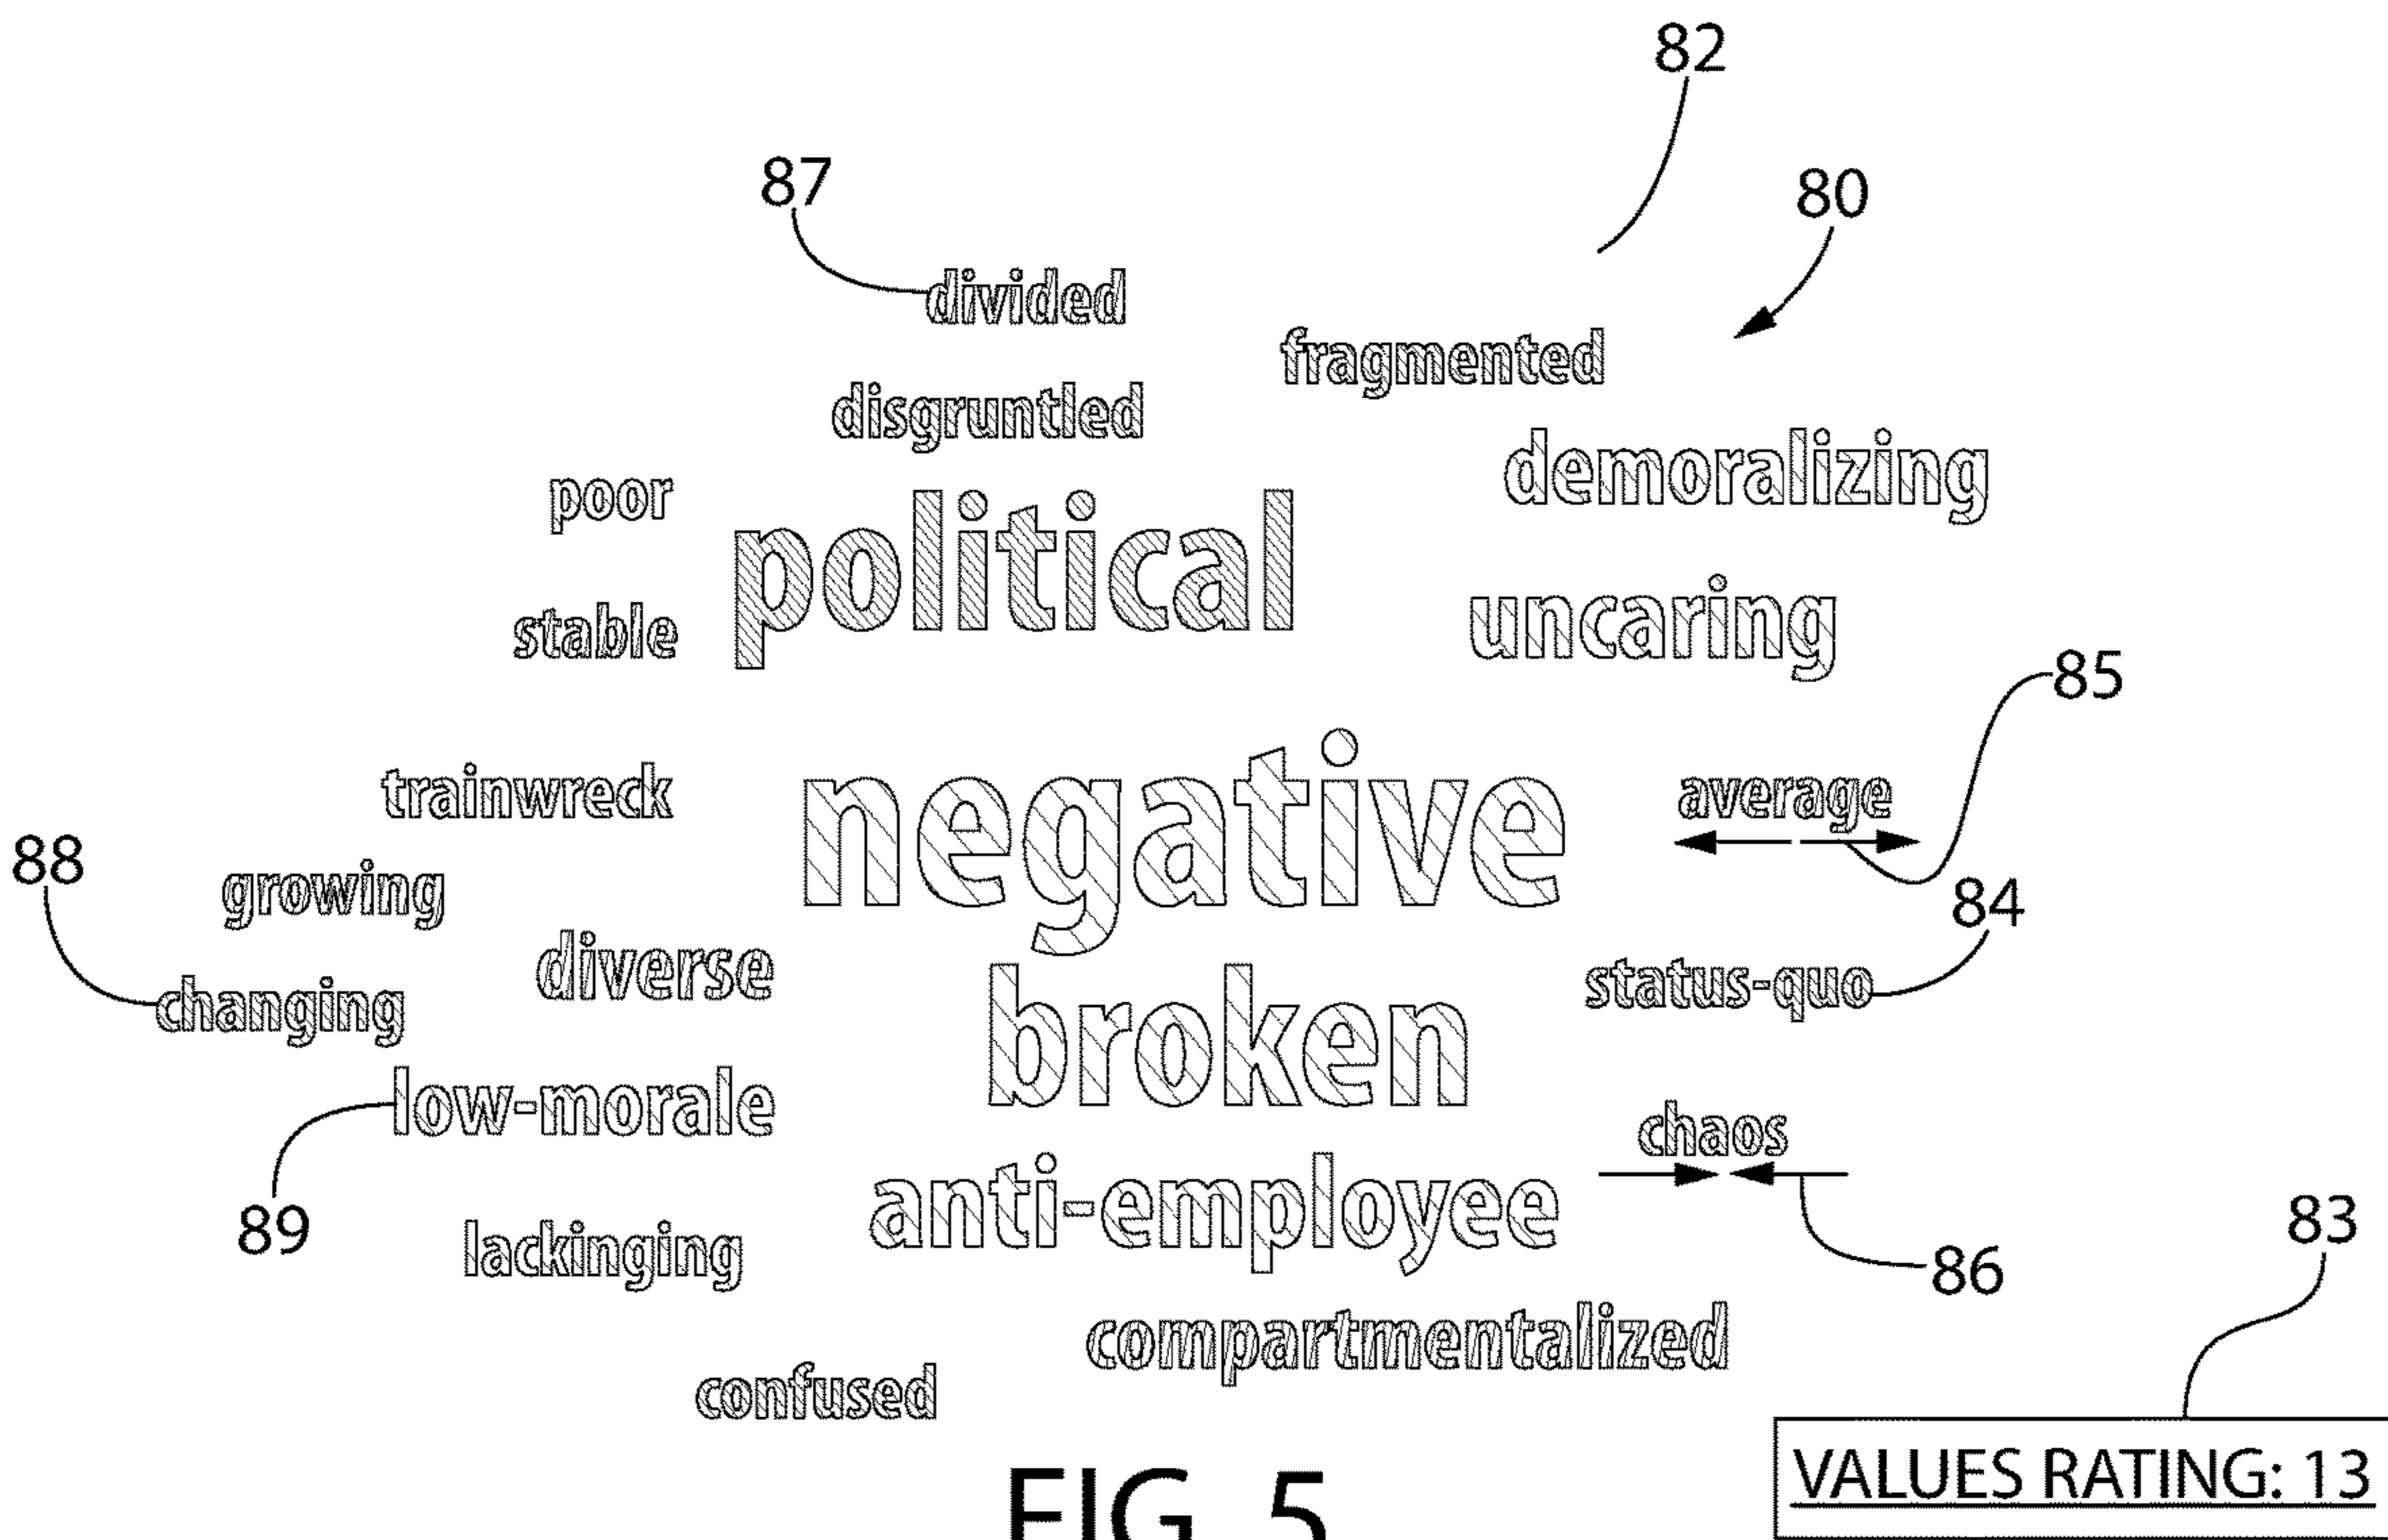 82
87
80
divided
fragmented
disgruntled
demoralizing
poor
political
stable
uncaring
85
negative
trainwreck
average
88
growing
84
diverse
status-quo
changing
broken
low-morale
chaos
anti-employee
89
lackinging
83
86
compartmentalized
confused
VALUES RATING: 13
FIG. 5